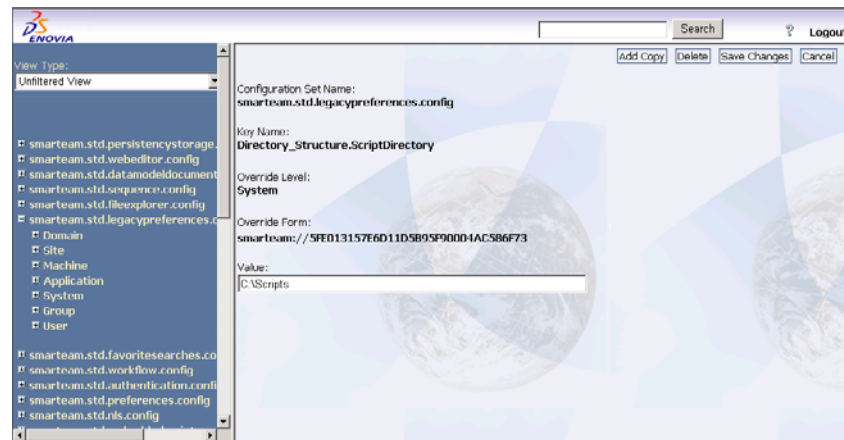 ENOVIA
Search
? Logout
Add Copy Delete Save Changes Cancel
View Type:
Unfiltered View
smarteam.std.persistencystorage.
smarteam.std.webeditor.config
smarteam.std.datamodeldocument
smarteam.std.sequence.config
smarteam.std.fileexplorer.config
smarteam.std.legacypreferences.c
Domain
Site
Machine
Application
System
Group
User
smarteam.std.favoritesearches.co
smarteam.std.workflow.config
smarteam.std.authentication.confi
smarteam.std.preferences.config
smarteam.std.nls.config
Configuration Set Name:
smarteam.std.legacypreferences.config
Key Name:
Directory_Structure.ScriptDirectory
Override Level:
System
Override Form:
smarteam://5FE013157E6D11D5B95F90004AC586F73
Value:
C:\Scripts